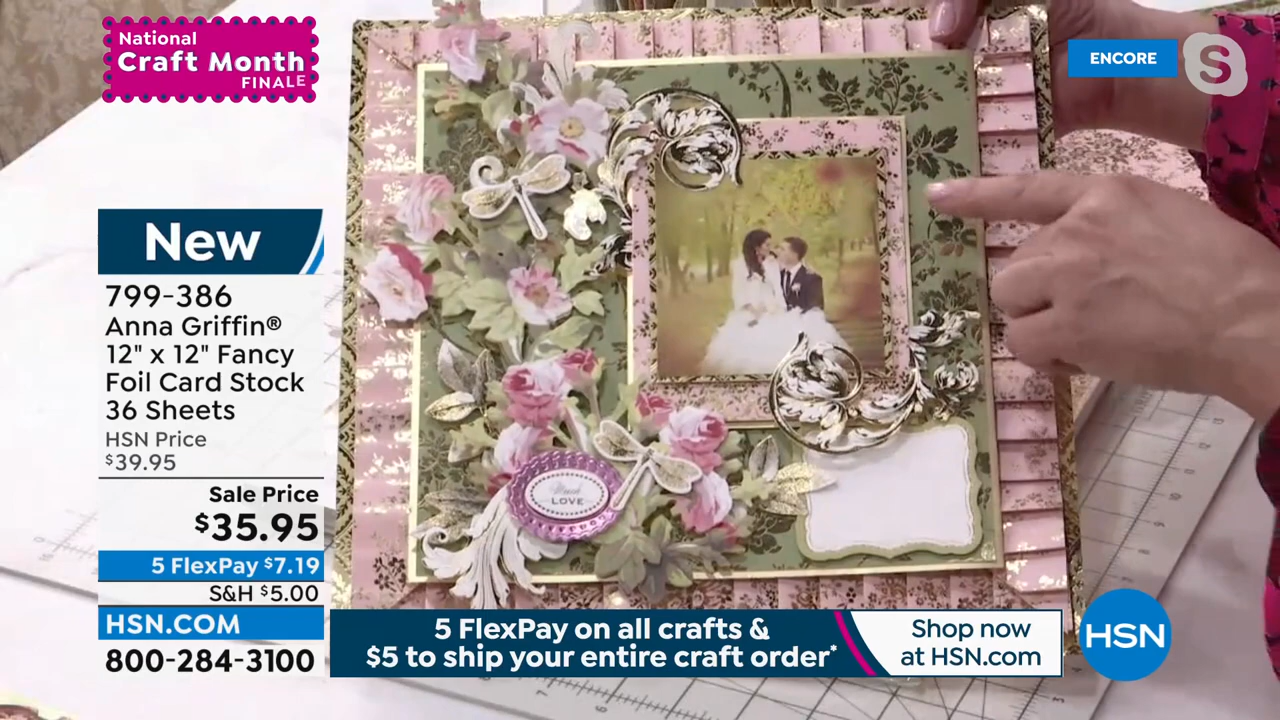 National
Craft Month
FINALE
ENCORE
S
New
799-386
Anna Griffin®
12" x 12" Fancy
Foil Card Stock
36 Sheets
HSN Price
$39.95
Sale Price
$35.95
5 FlexPay $7.19
S&H $5.00
HSN.COM
800-284-3100
LOVE
5 FlexPay on all crafts &
$5 to ship your entire craft order*
Shop now
at HSN.com
HSN